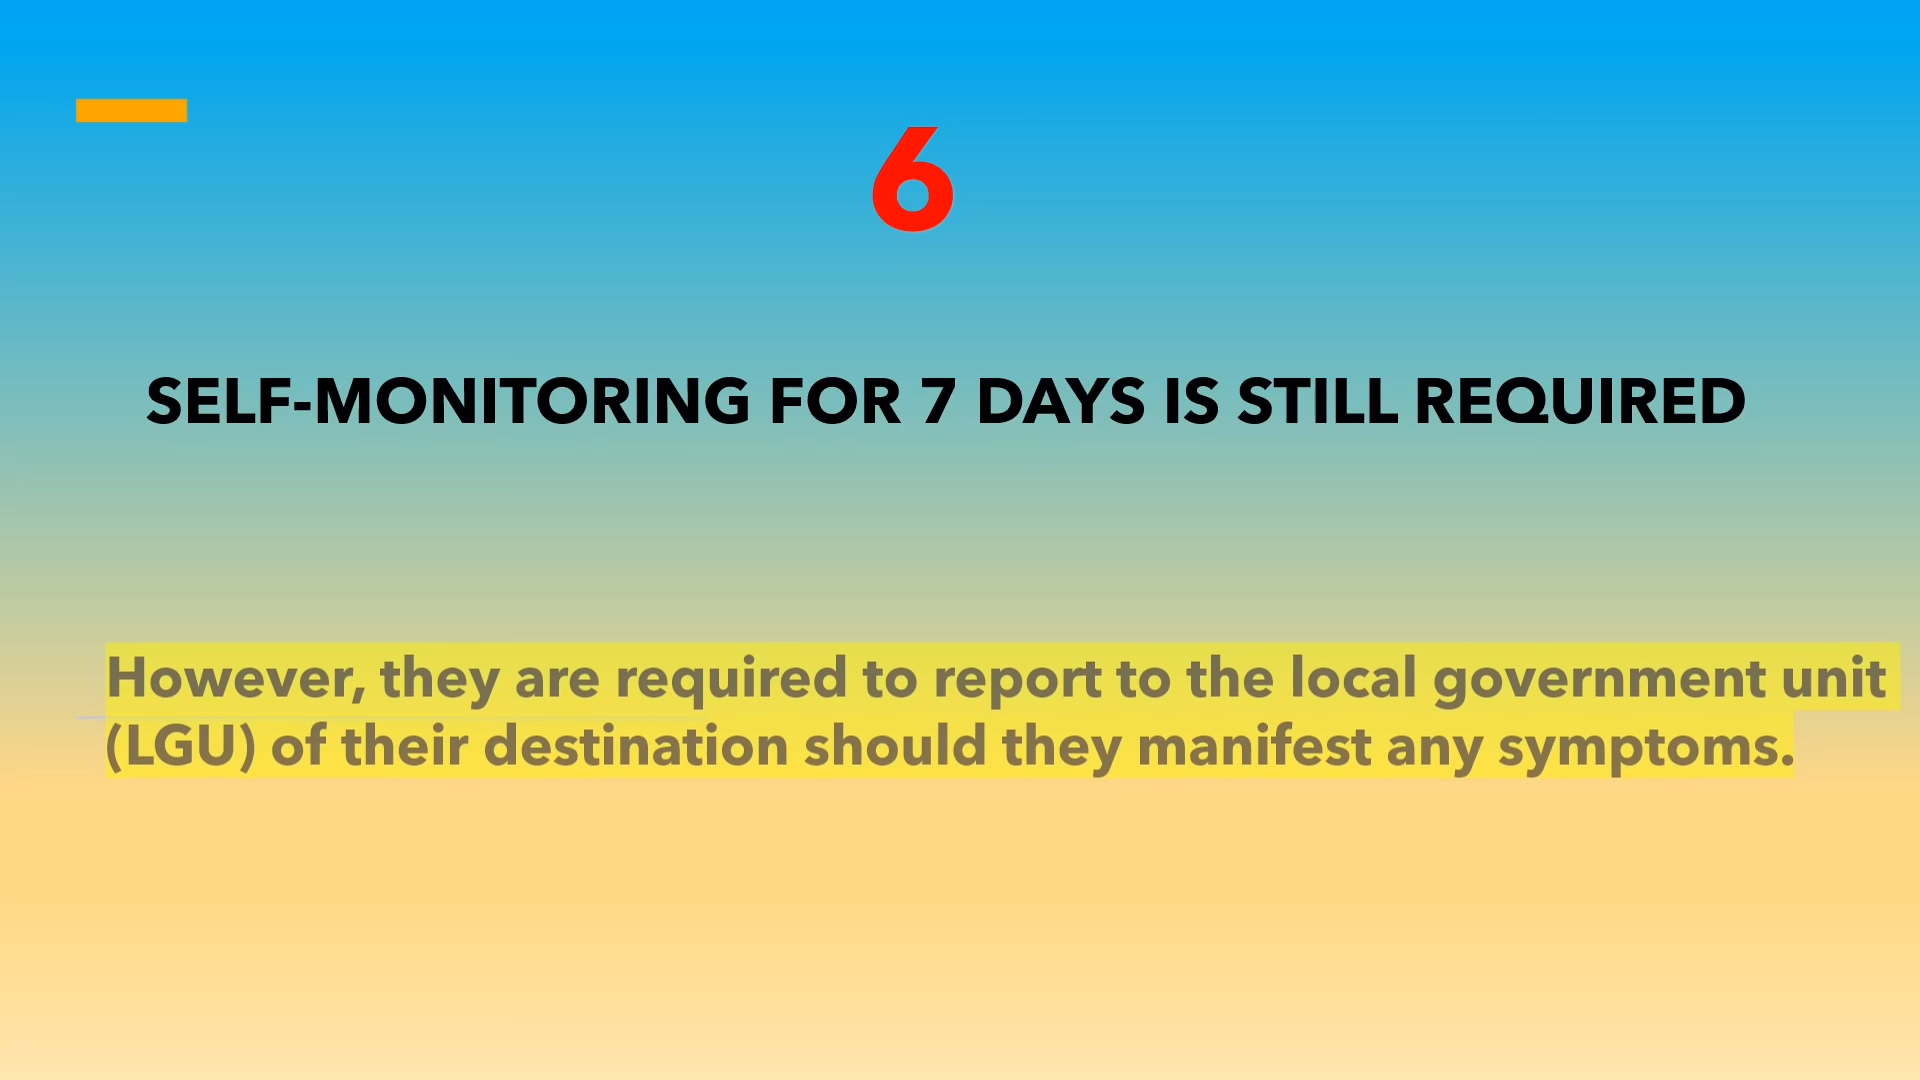 6
SELF-MONITORING FOR 7 DAYS IS STILL REQUIRED
However, they are required to report to the local government unit
(LGU) of their destination should they manifest any symptoms.